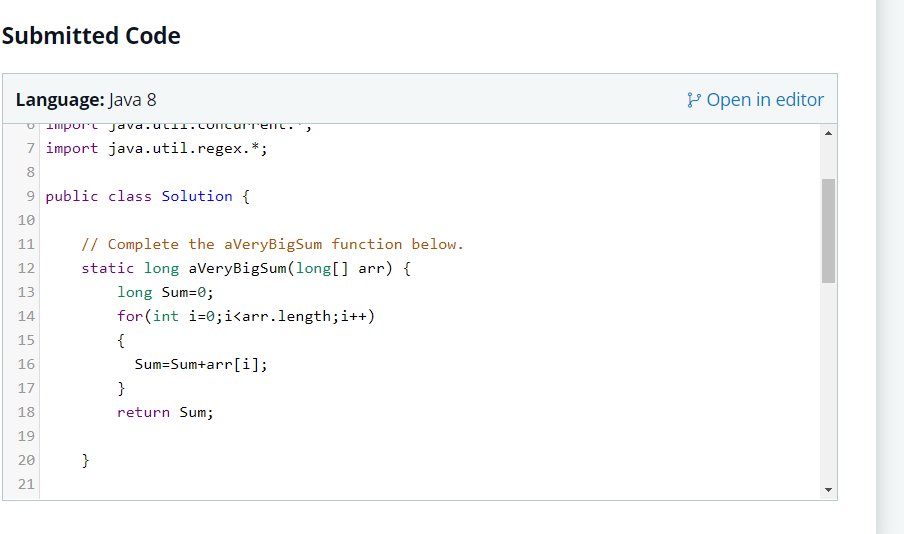 Submitted Code
Language: Java 8
Open in editor
6 import java.util.concurrent.*;
7 import java.util.regex.*;
8
9 public class Solution {
10
11     // Complete the aVeryBigSum function below.
12     static long aVeryBigSum(long[] arr) {
13         long Sum=0;
14         for(int i=0;i<arr.length;i++)
15         {
16           Sum=Sum+arr[i];
17         }
18         return Sum;
19
20     }
21